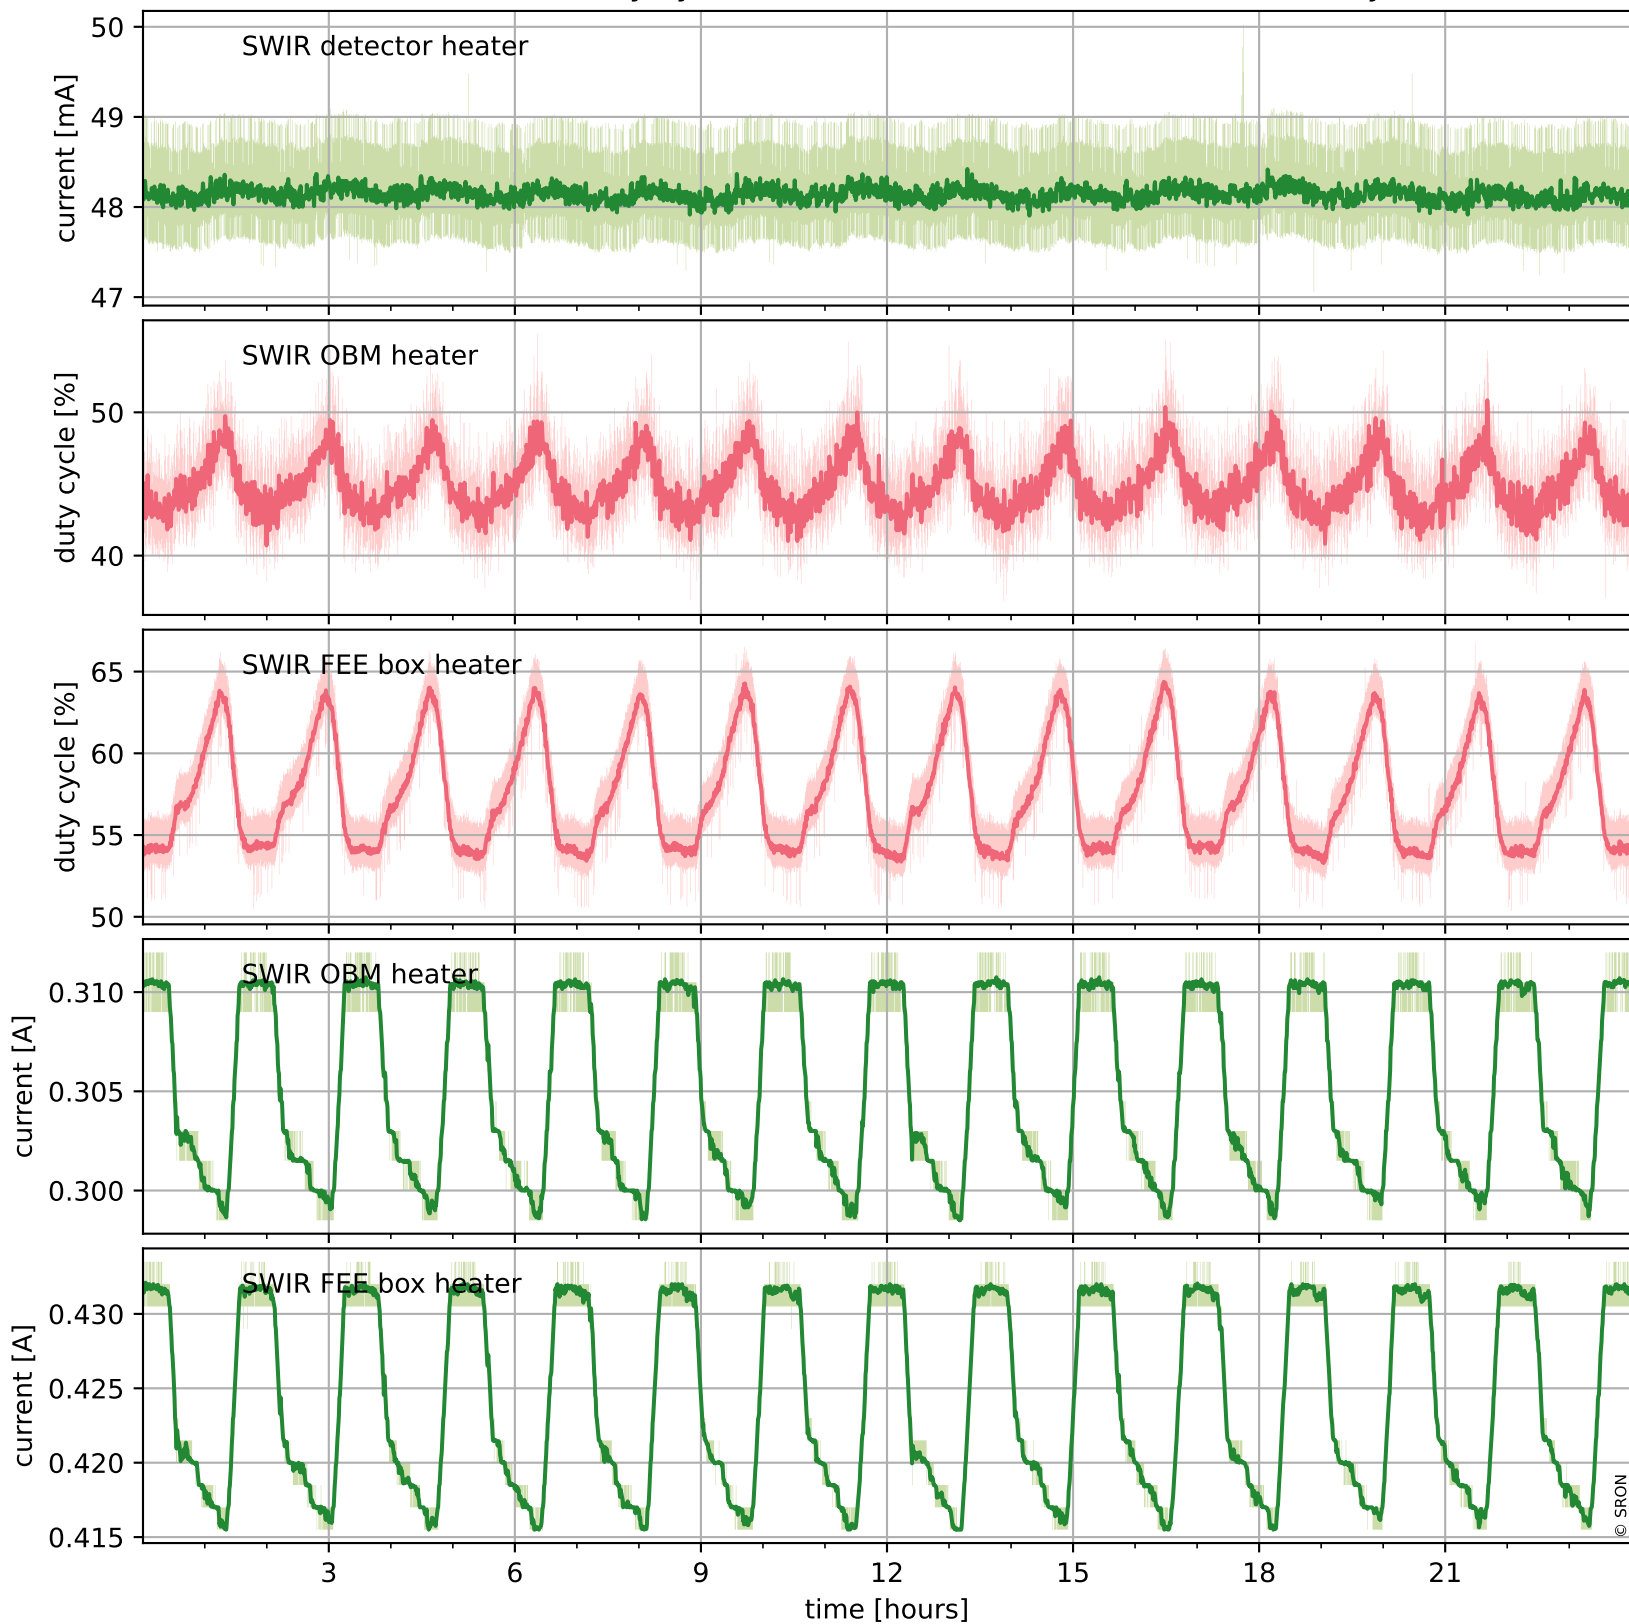 SWIR detector heater
current [mA]
50
49
48
47
SWIR OBM heater
duty cycle [%]
50
40
SWIR FEE box heater
duty cycle [%]
65
60
55
50
SWIR OBM heater
current [A]
0.310
0.305
0.300
SWIR FEE box heater
current [A]
0.430
0.425
0.420
0.415
3 6 9 12 15 18 21
time [hours]
© SRON